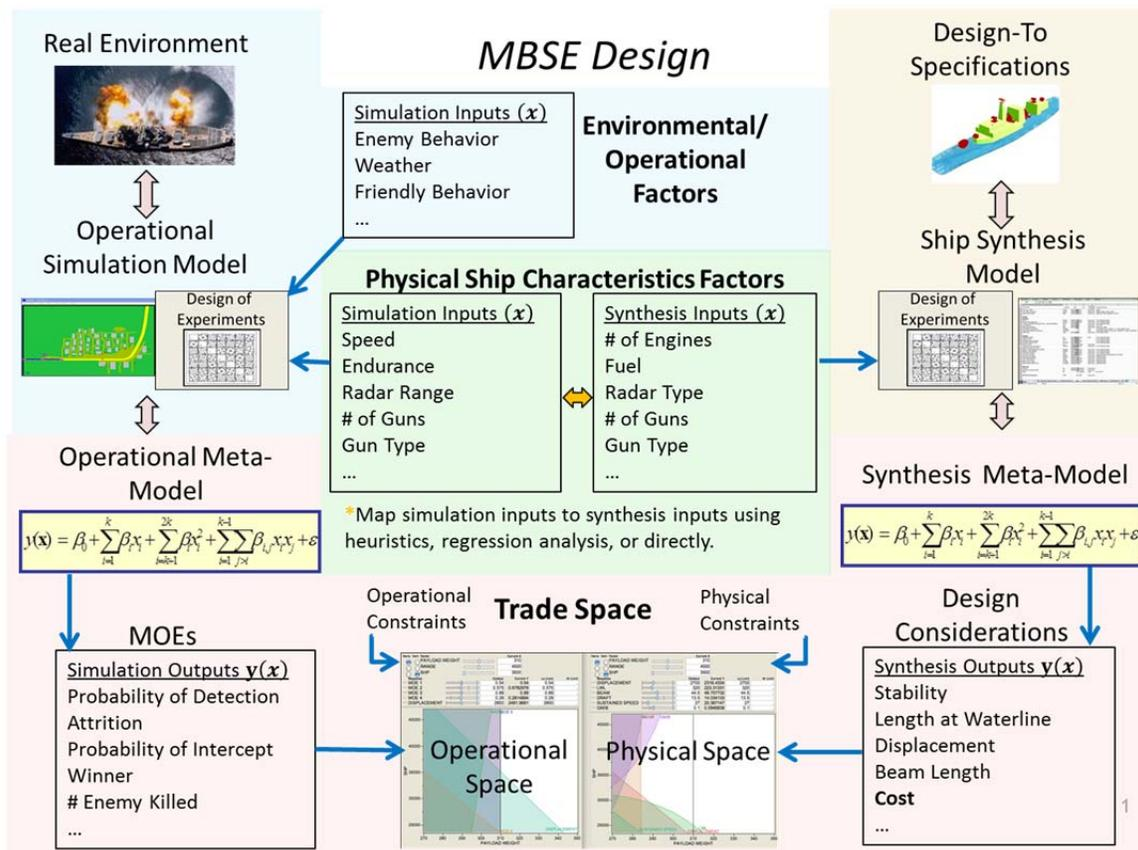 Real Environment
MBSE Design
Design-To
Specifications
Simulation Inputs (x)
Enemy Behavior
Weather
Friendly Behavior
...
Environmental/
Operational
Factors
Operational
Simulation Model
Ship Synthesis
Model
Design of
Experiments
Physical Ship Characteristics Factors
Simulation Inputs (x)
Speed
Endurance
Radar Range
# of Guns
Gun Type
...
Synthesis Inputs (x)
# of Engines
Fuel
Radar Type
# of Guns
Gun Type
...
Design of
Experiments
Operational Meta-
Model
Synthesis Meta-Model
*Map simulation inputs to synthesis inputs using
heuristics, regression analysis, or directly.
Operational
Constraints
Trade Space
Physical
Constraints
MOEs
Simulation Outputs y(x)
Probability of Detection
Attrition
Probability of Intercept
Winner
# Enemy Killed
...
Operational
Space
PAYLOAD WEIGHT
Physical Space
PAYLOAD WEIGHT
Design
Considerations
Synthesis Outputs y(x)
Stability
Length at Waterline
Displacement
Beam Length
Cost
...
1